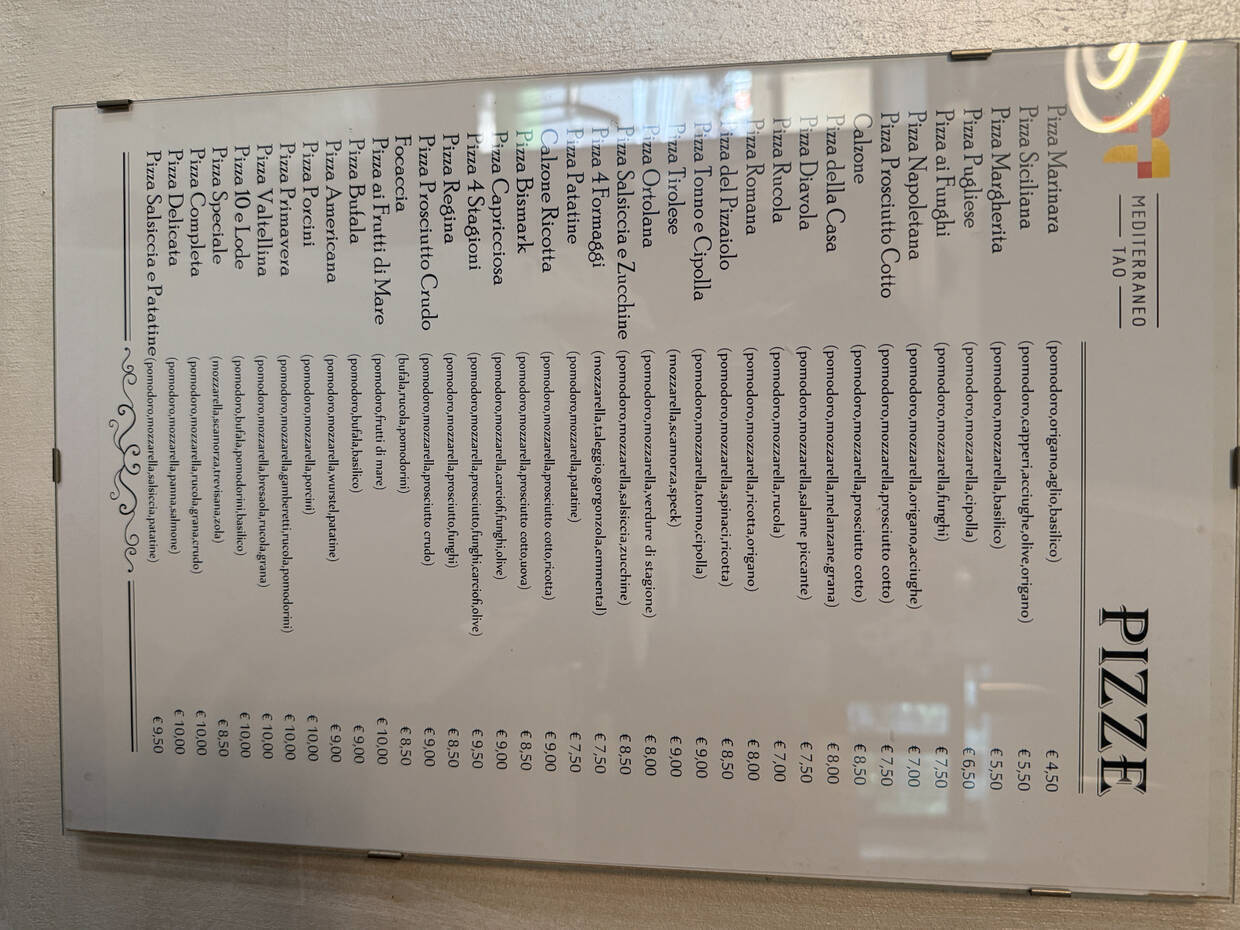 MEDITERRANEO
TAO
PIZZE
Pizza Marinara (pomodoro,origano,aglio,basilico) € 4,50
Pizza Siciliana (pomodoro,capperi,acciughe,olive,origano) € 5,50
Pizza Margherita (pomodoro,mozzarella,basilico) € 5,50
Pizza Pugliese (pomodoro,mozzarella,cipolla) € 6,50
Pizza ai Funghi (pomodoro,mozzarella,funghi) € 7,50
Pizza Napoletana (pomodoro,mozzarella,origano,acciughe) € 7,00
Pizza Prosciutto Cotto (pomodoro,mozzarella,prosciutto cotto) € 7,50
Calzone (pomodoro,mozzarella,prosciutto cotto) € 8,50
Pizza della Casa (pomodoro,mozzarella,melanzane,grana) € 8,00
Pizza Diavola (pomodoro,mozzarella,salame piccante) € 7,50
Pizza Rucola (pomodoro,mozzarella,rucola) € 7,00
Pizza Romana (pomodoro,mozzarella,ricotta,origano) € 8,00
Pizza del Pizzaiolo (pomodoro,mozzarella,spinaci,ricotta) € 8,50
Pizza Tonno e Cipolla (pomodoro,mozzarella,tonno,cipolla) € 9,00
Pizza Tirolese (mozzarella,scamorza,speck) € 9,00
Pizza Ortolana (pomodoro,mozzarella,verdure di stagione) € 8,00
Pizza Salsiccia e Zucchine (pomodoro,mozzarella,salsiccia,zucchine) € 8,50
Pizza 4 Formaggi (mozzarella,taleggio,gorgonzola,emmental) € 7,50
Pizza Patatine (pomodoro,mozzarella,patatine) € 7,50
Calzone Ricotta (pomodoro,mozzarella,prosciutto cotto,ricotta) € 9,00
Pizza Bismark (pomodoro,mozzarella,prosciutto cotto,uova) € 8,50
Pizza Capricciosa (pomodoro,mozzarella,carciofi,funghi,olive) € 9,00
Pizza 4 Stagioni (pomodoro,mozzarella,prosciutto,funghi,carciofi,olive) € 9,50
Pizza Regina (pomodoro,mozzarella,prosciutto,funghi) € 8,50
Pizza Prosciutto Crudo (pomodoro,mozzarella,prosciutto crudo) € 9,00
Focaccia (bufala,rucola,pomodorini) € 8,50
Pizza ai Frutti di Mare (pomodoro,frutti di mare) € 10,00
Pizza Bufala (pomodoro,bufala,basilico) € 9,00
Pizza Americana (pomodoro,mozzarella,wurstel,patatine) € 9,00
Pizza Porcini (pomodoro,mozzarella,porcini) € 10,00
Pizza Primavera (pomodoro,mozzarella,gamberetti,rucola,pomodorini) € 10,00
Pizza Valtellina (pomodoro,mozzarella,bresaola,rucola,grana) € 10,00
Pizza 10 e Lode (pomodoro,bufala,pomodorini,basilico) € 10,00
Pizza Speciale (mozzarella,scamorza,trevisana,zola) € 8,50
Pizza Completa (pomodoro,mozzarella,rucola,grana,crudo) € 10,00
Pizza Delicata (pomodoro,mozzarella,panna,salmone) € 10,00
Pizza Salsiccia e Patatine (pomodoro,mozzarella,salsiccia,patatine) € 9,50